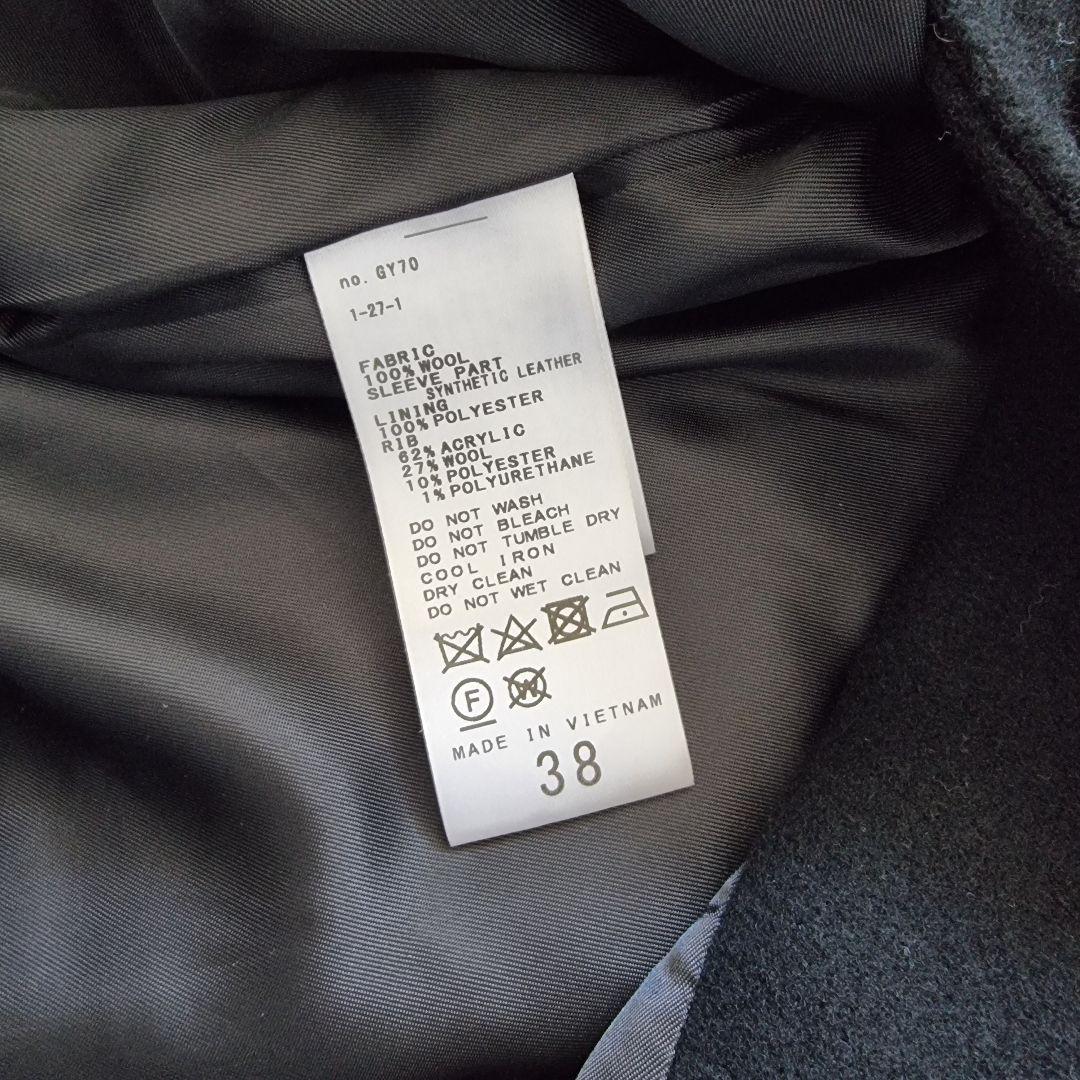 no. GY70
1-27-1
FABRIC
100% WOOL
SLEEVE PART
SYNTHETIC LEATHER
LINING
100% POLYESTER
RIB
62% ACRYLIC
27% WOOL
10% POLYESTER
1% POLYURETHANE
DO NOT WASH
DO NOT BLEACH
DO NOT TUMBLE DRY
COOL IRON
DRY CLEAN
DO NOT WET CLEAN
F W
MADE IN VIETNAM
38